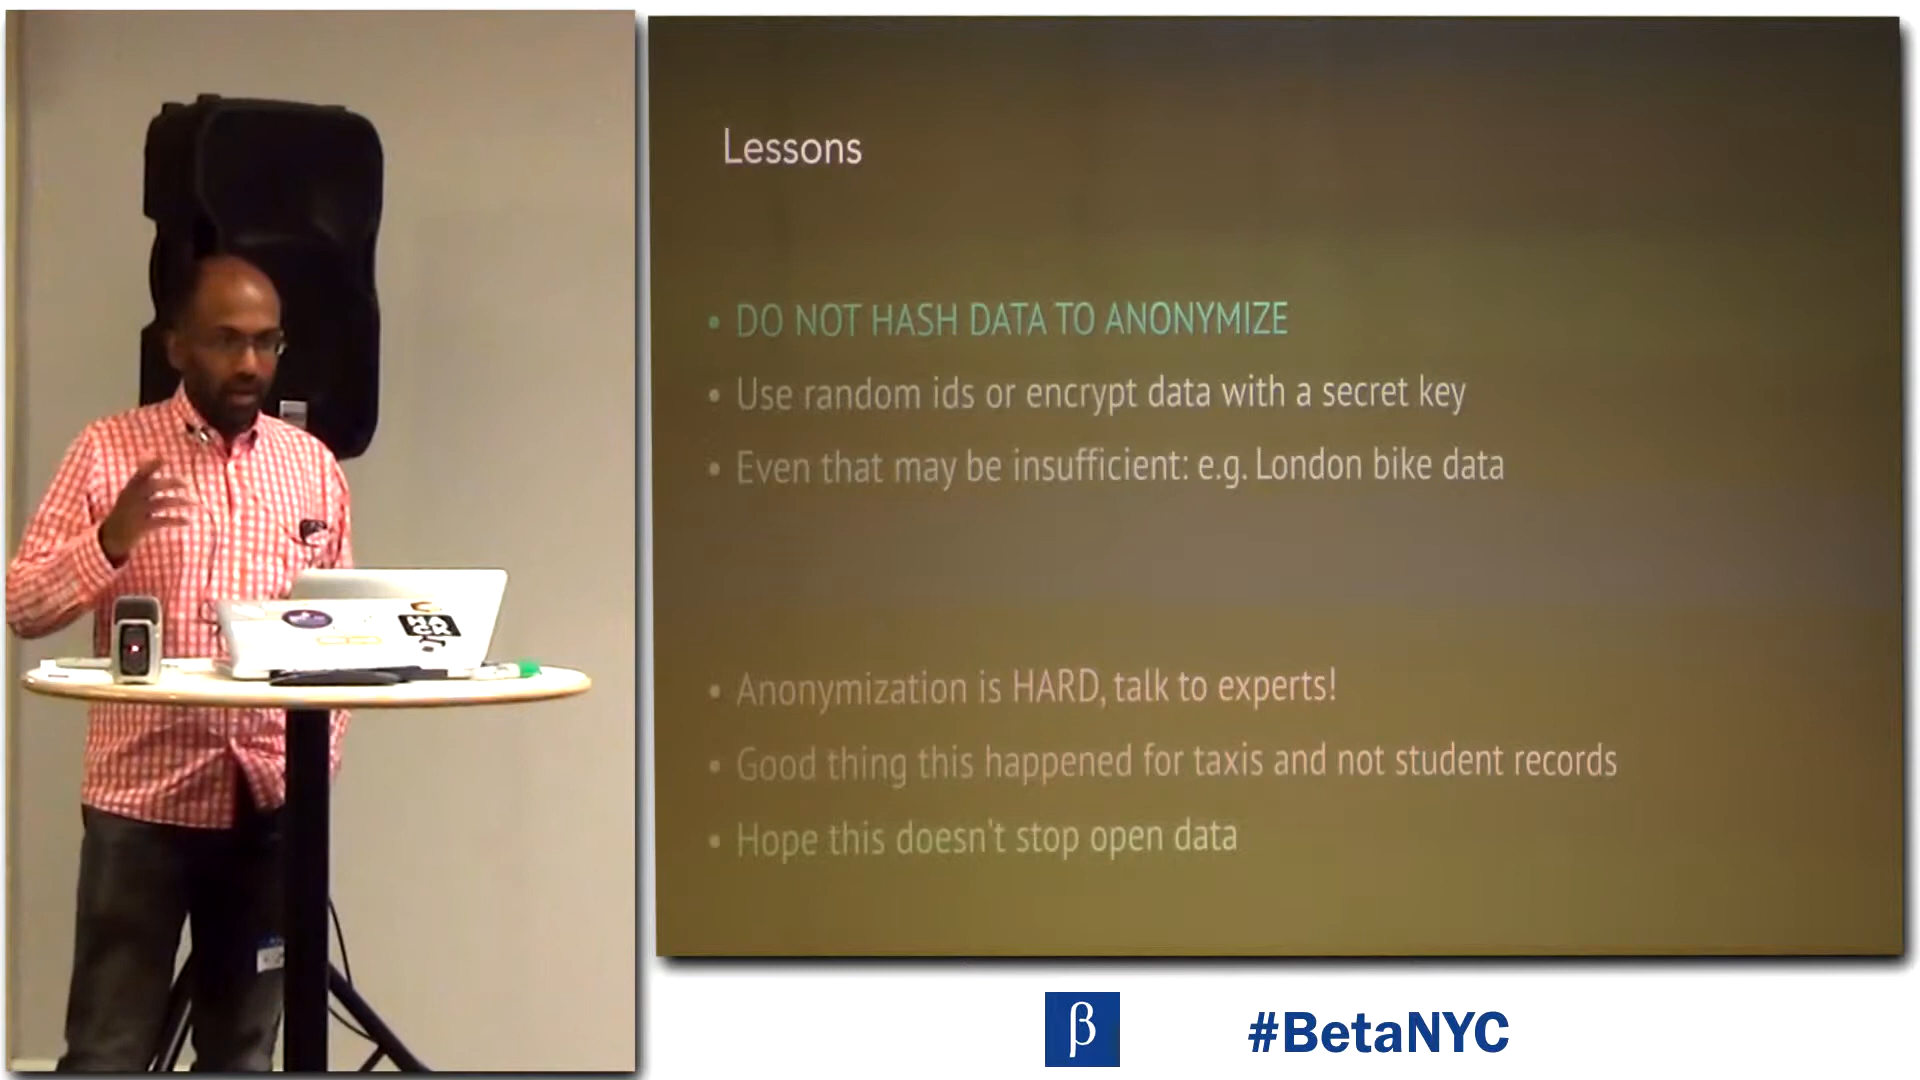 Lessons
• DO NOT HASH DATA TO ANONYMIZE
• Use random ids or encrypt data with a secret key
• Even that may be insufficient: e.g. London bike data
• Anonymization is HARD, talk to experts!
• Good thing this happened for taxis and not student records
• Hope this doesn't stop open data
HA
CK
β
#BetaNYC